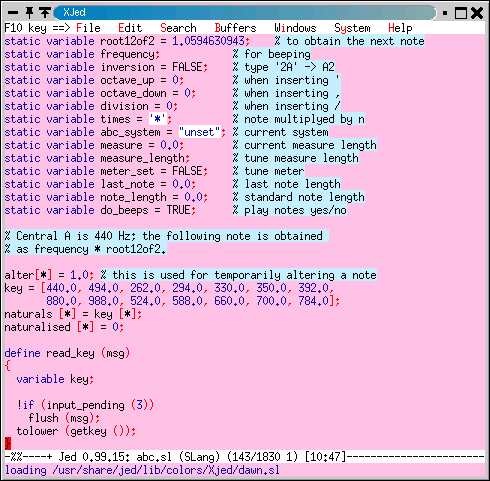 XJed
F10 key ==> File   Edit   Search   Buffers   Windows   System   Help
static variable root12of2 = 1.0594630943;   % to obtain the next note
static variable frequency;            % for beeping
static variable inversion = FALSE;    % type '2A' -> A2
static variable octave_up = 0;        % when inserting '
static variable octave_down = 0;      % when inserting ,
static variable division = 0;         % when inserting /
static variable times = '*';          % note multiplyed by n
static variable abc_system = "unset"; % current system
static variable measure = 0.0;        % current measure length
static variable measure_length;       % tune measure length
static variable meter_set = FALSE;    % tune meter
static variable last_note = 0.0;      % last note length
static variable note_length = 0.0;    % standard note length
static variable do_beeps = TRUE;      % play notes yes/no
% Central A is 440 Hz; the following note is obtained
% as frequency * root12of2.
alter[*] = 1.0; % this is used for temporarily altering a note
key = [440.0, 494.0, 262.0, 294.0, 330.0, 350.0, 392.0,
       880.0, 988.0, 524.0, 588.0, 660.0, 700.0, 784.0];
naturals [*] = key [*];
naturalised [*] = 0;
define read_key (msg)
{
  variable key;
  !if (input_pending (3))
    flush (msg);
  tolower (getkey ());
}
-%%----+ Jed 0.99.15: abc.sl (SLang) (143/1830 1) [10:47]---------------------
loading /usr/share/jed/lib/colors/Xjed/dawn.sl